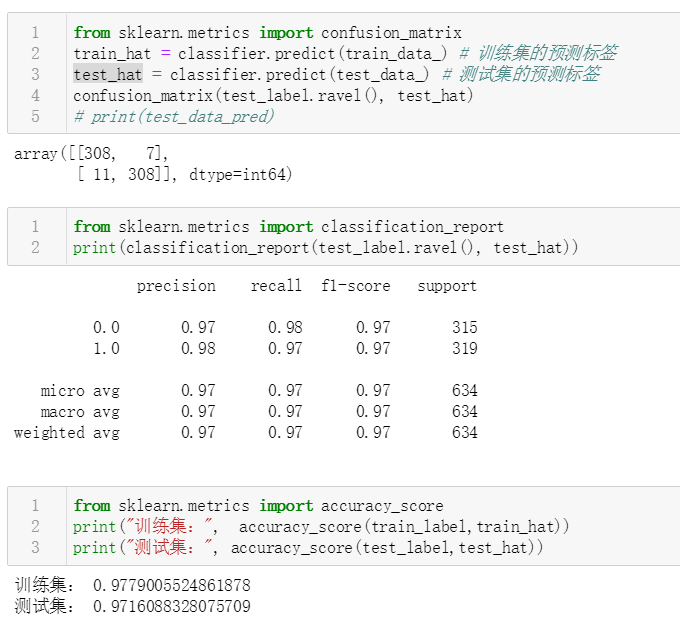 1 from sklearn.metrics import confusion_matrix
2 train_hat = classifier.predict(train_data_) # 训练集的预测标签
3 test_hat = classifier.predict(test_data_) # 测试集的预测标签
4 confusion_matrix(test_label.ravel(), test_hat)
5 # print(test_data_pred)
array([[308,   7],
       [ 11, 308]], dtype=int64)
1 from sklearn.metrics import classification_report
2 print(classification_report(test_label.ravel(), test_hat))
precision recall f1-score support
0.0 0.97 0.98 0.97 315
1.0 0.98 0.97 0.97 319
micro avg 0.97 0.97 0.97 634
macro avg 0.97 0.97 0.97 634
weighted avg 0.97 0.97 0.97 634
1 from sklearn.metrics import accuracy_score
2 print("训练集：", accuracy_score(train_label,train_hat))
3 print("测试集：", accuracy_score(test_label,test_hat))
训练集： 0.9779005524861878
测试集： 0.9716088328075709